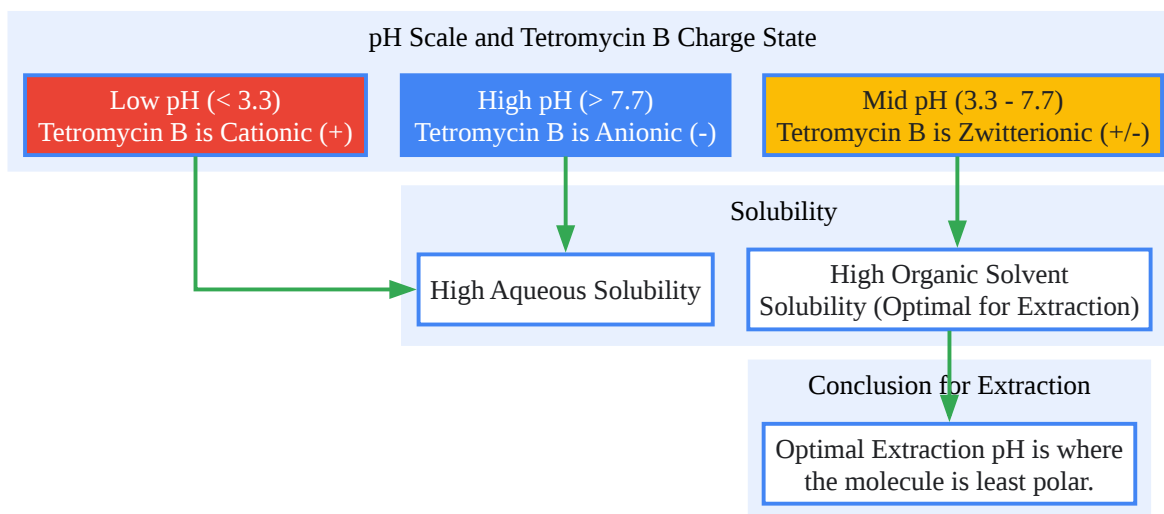 pH Scale and Tetromycin B Charge State
Low pH (< 3.3)
Tetromycin B is Cationic (+)
High pH (> 7.7)
Tetromycin B is Anionic (-)
Mid pH (3.3 - 7.7)
Tetromycin B is Zwitterionic (+/-)
Solubility
High Aqueous Solubility
High Organic Solvent
Solubility (Optimal for Extraction)
Conclusion for Extraction
Optimal Extraction pH is where
the molecule is least polar.